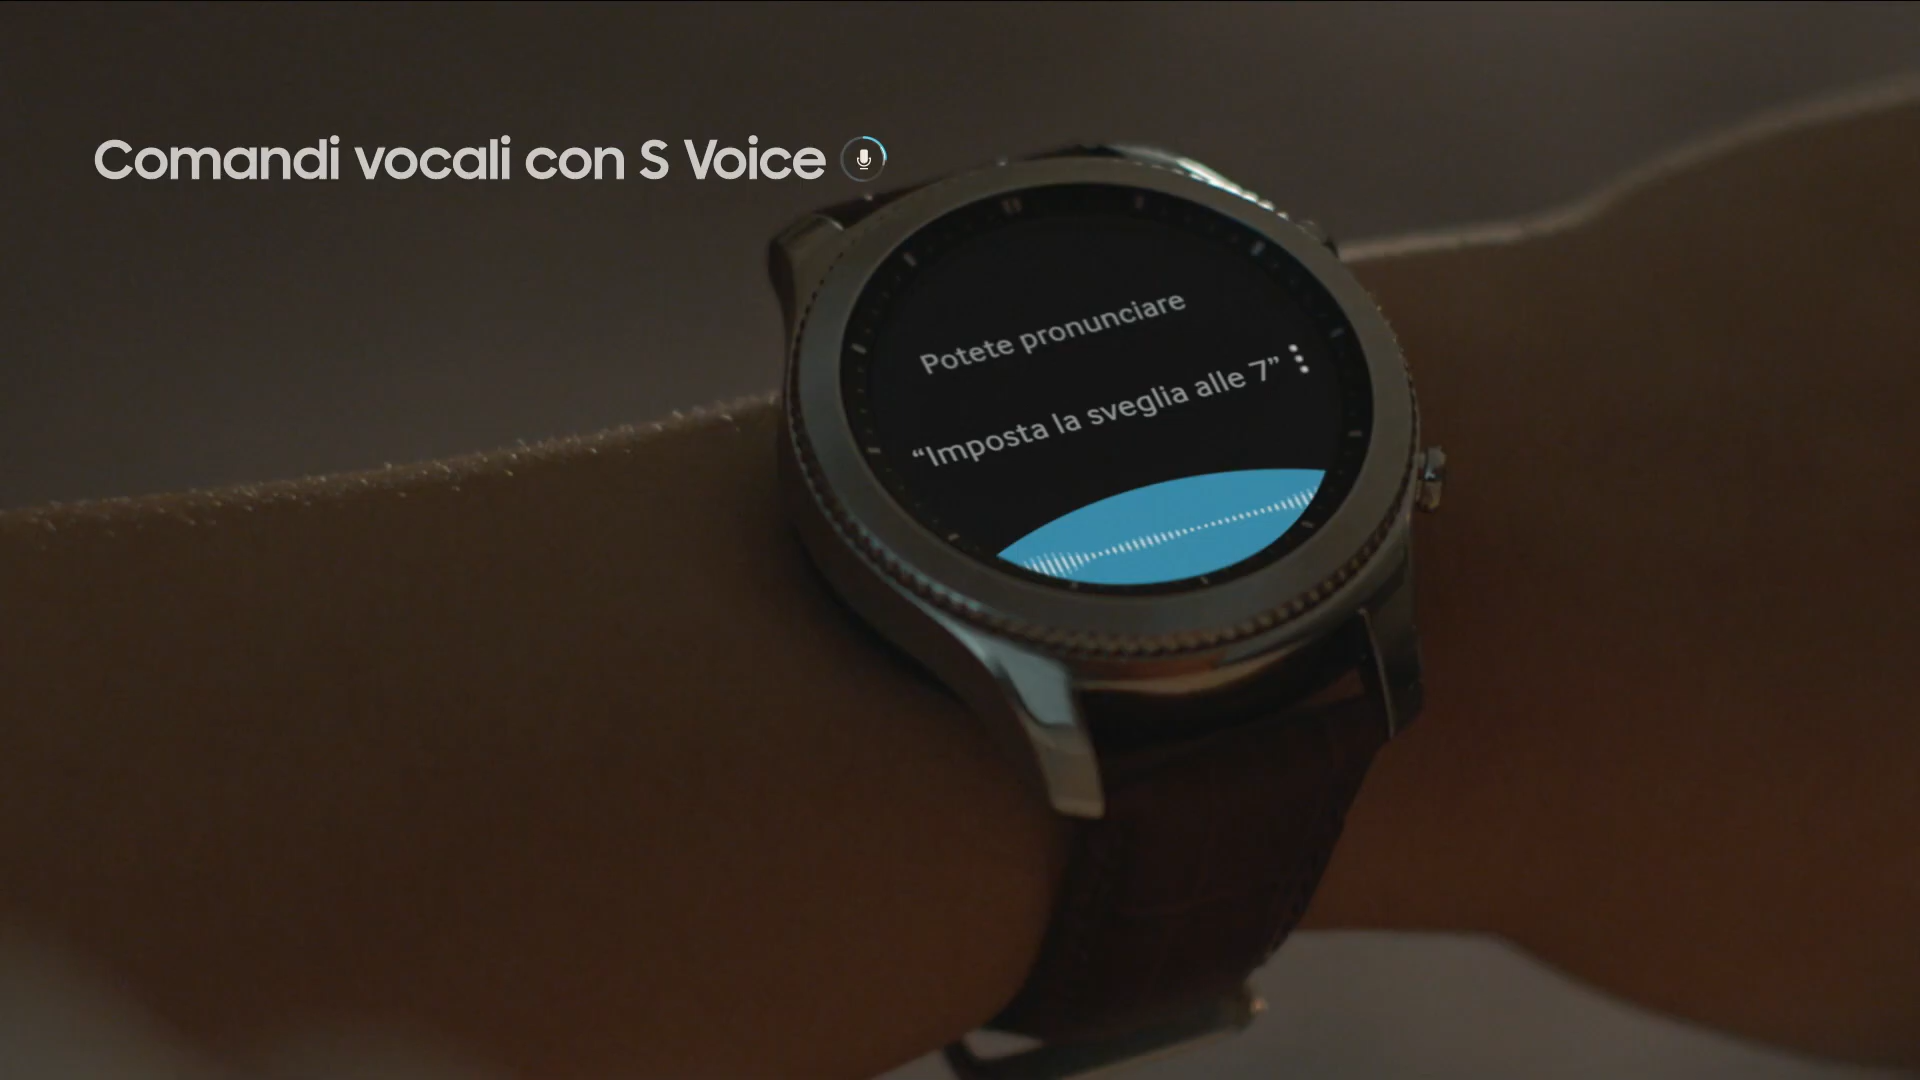 Comandi vocali con S Voice
Potete pronunciare
“Imposta la sveglia alle 7”